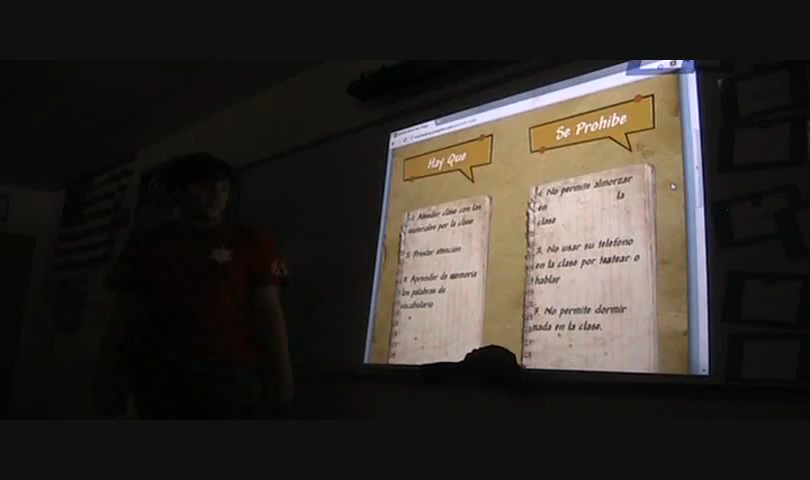 Hay Que
1. Atender clase con los
materiales por la clase
2. Prestar atencion
3. Aprender de memoria
los palabras de
vocabulario
Se Prohibe
1. No permite almorzar
en la
clase
2. No usar su telefono
en la clase por textear o
hablar
3. No permite dormir
nada en la clase.